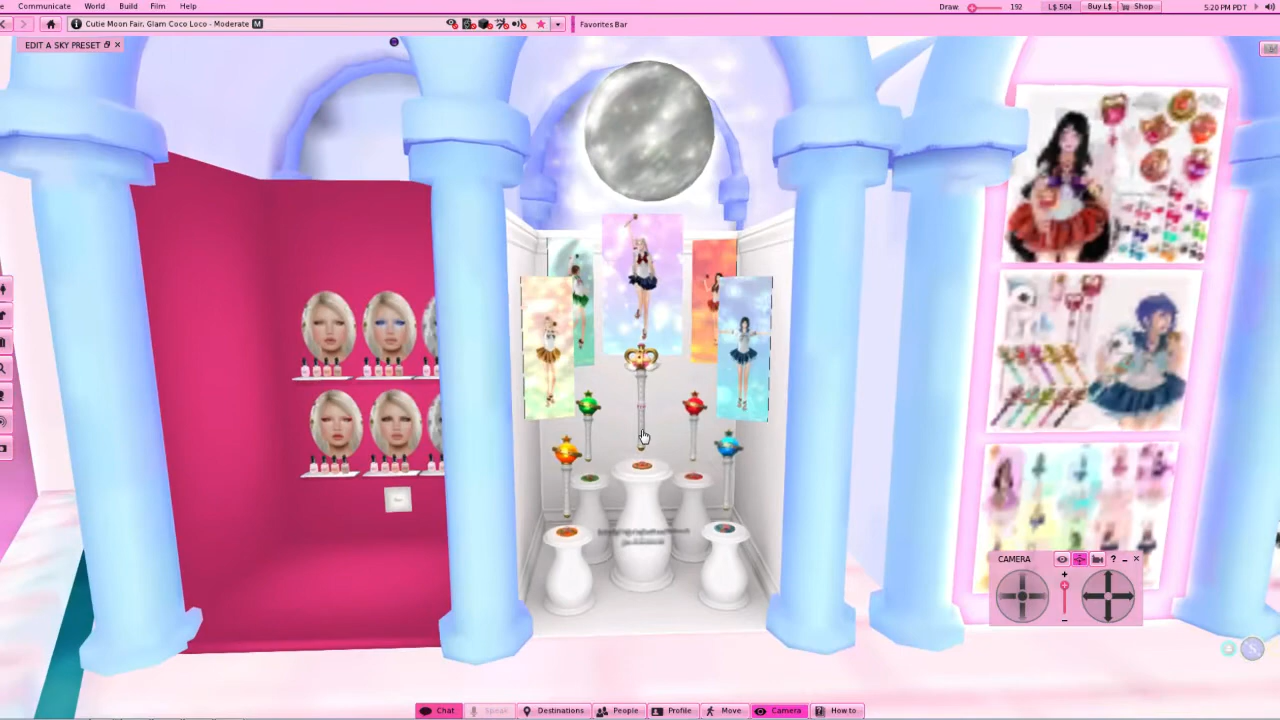 Communicate World Build Film Help
Draw: 192 L$ 504 Buy L$ Shop 5:20 PM PDT
Cutie Moon Fair, Glam Coco Loco - Moderate M
Favorites Bar
EDIT A SKY PRESET
CAMERA
Chat Speak Destinations People Profile Move Camera How to